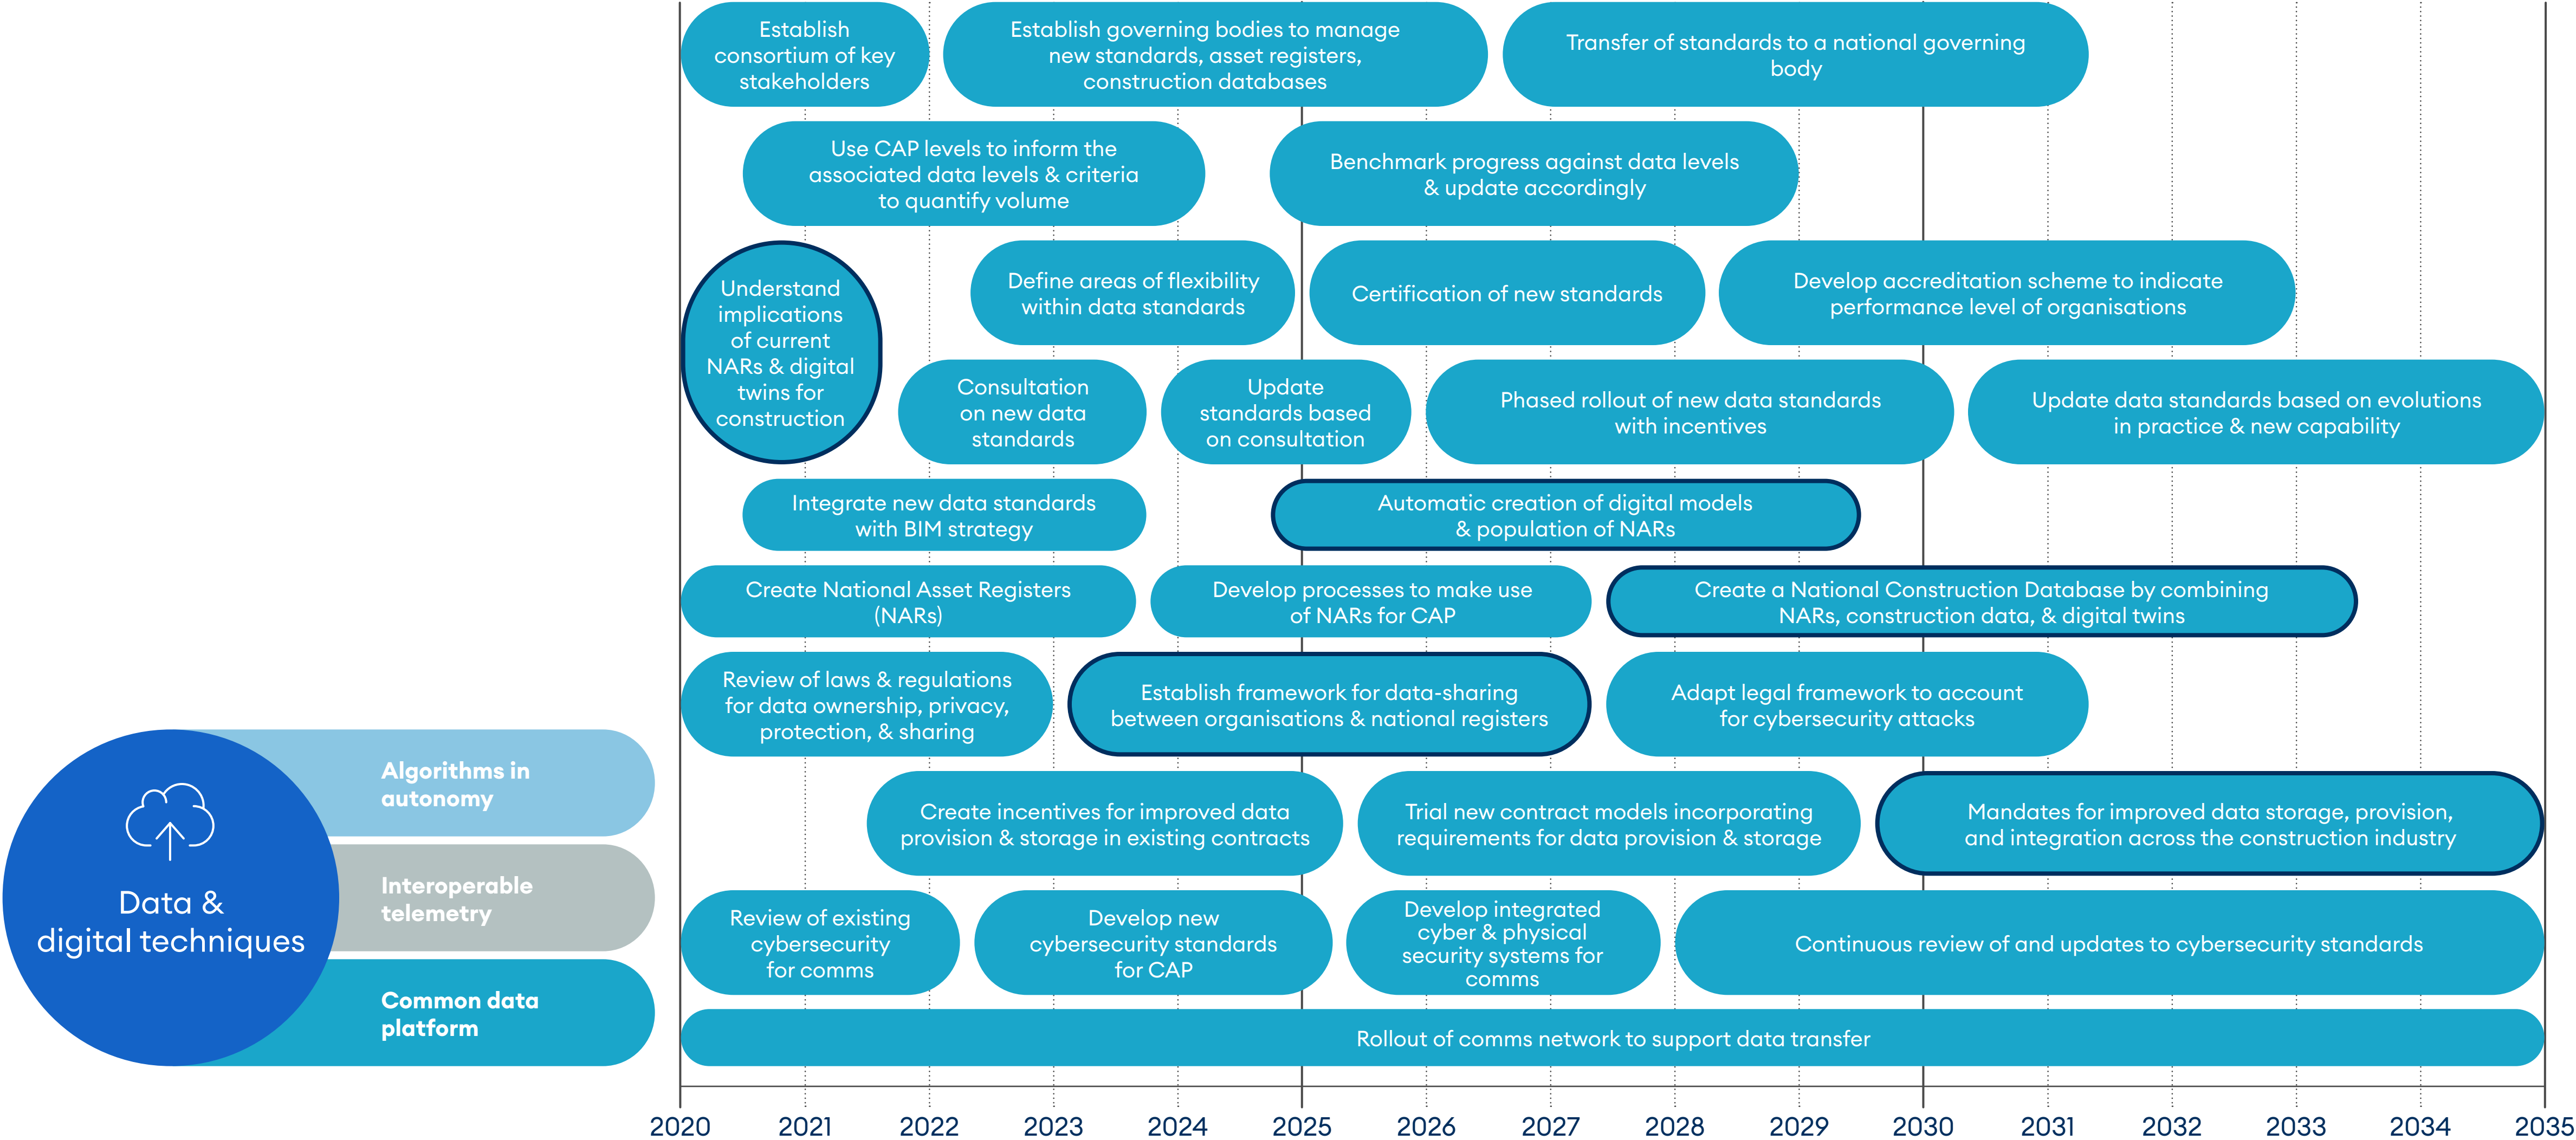 Establish
consortium of key
stakeholders
Establish governing bodies to manage
new standards, asset registers,
construction databases
Transfer of standards to a national governing
body
Use CAP levels to inform the
associated data levels & criteria
to quantify volume
Benchmark progress against data levels
& update accordingly
Understand
implications
of current
NARs & digital
twins for
construction
Define areas of flexibility
within data standards
Certification of new standards
Develop accreditation scheme to indicate
performance level of organisations
Consultation
on new data
standards
Update
standards based
on consultation
Phased rollout of new data standards
with incentives
Update data standards based on evolutions
in practice & new capability
Integrate new data standards
with BIM strategy
Automatic creation of digital models
& population of NARs
Create National Asset Registers
(NARs)
Develop processes to make use
of NARs for CAP
Create a National Construction Database by combining
NARs, construction data, & digital twins
Review of laws & regulations
for data ownership, privacy,
protection, & sharing
Establish framework for data-sharing
between organisations & national registers
Adapt legal framework to account
for cybersecurity attacks
Create incentives for improved data
provision & storage in existing contracts
Trial new contract models incorporating
requirements for data provision & storage
Mandates for improved data storage, provision,
and integration across the construction industry
Review of existing
cybersecurity
for comms
Develop new
cybersecurity standards
for CAP
Develop integrated
cyber & physical
security systems for
comms
Continuous review of and updates to cybersecurity standards
Rollout of comms network to support data transfer
Data &
digital techniques
Algorithms in
autonomy
Interoperable
telemetry
Common data
platform
2020 2021 2022 2023 2024 2025 2026 2027 2028 2029 2030 2031 2032 2033 2034 2035